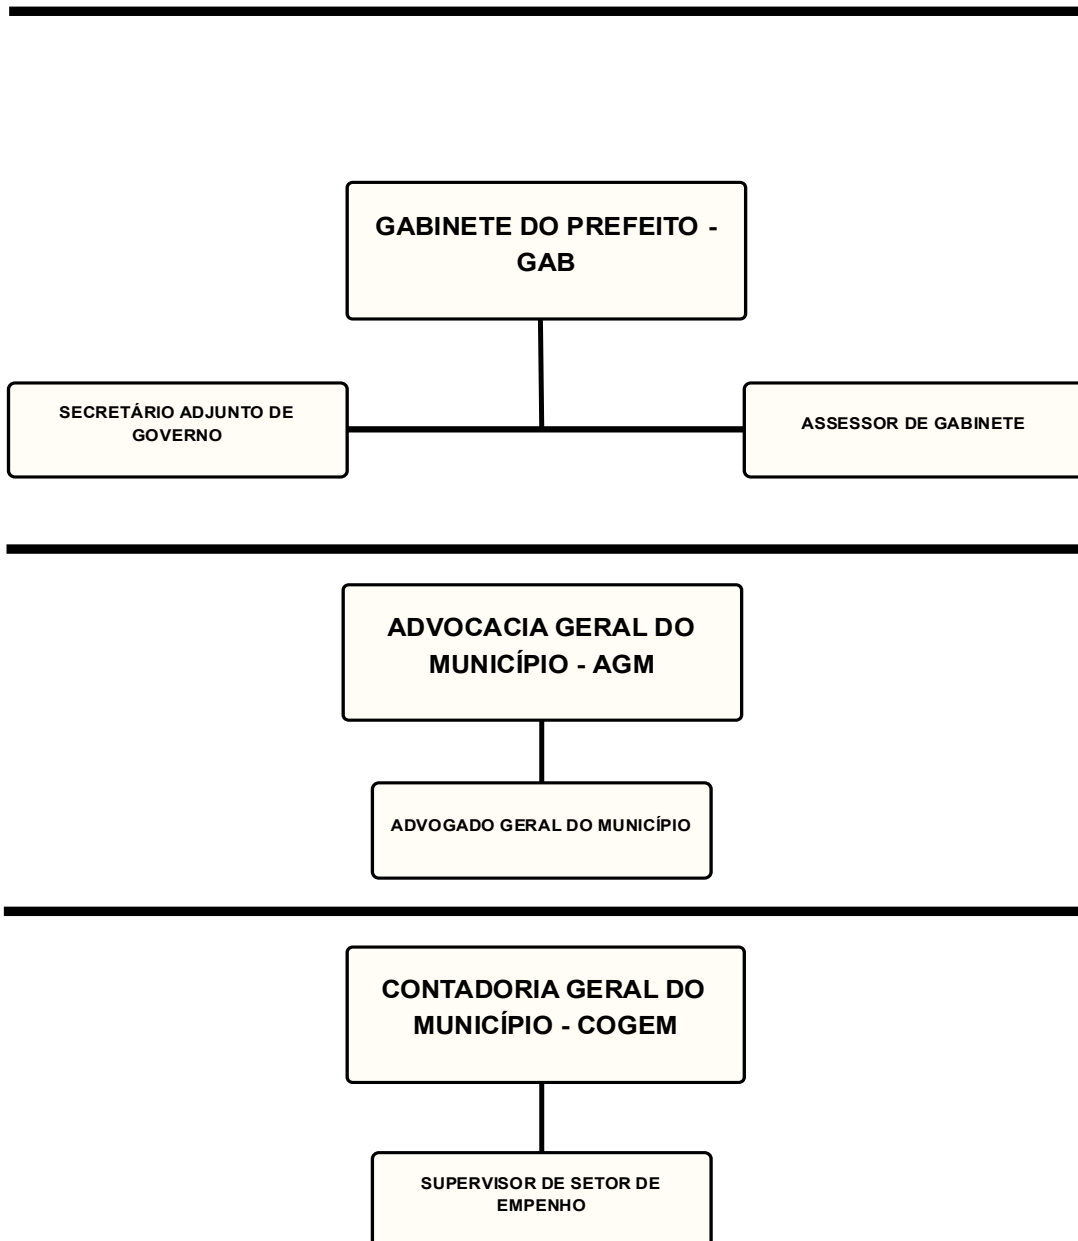 GABINETE DO PREFEITO -
GAB
SECRETÁRIO ADJUNTO DE
GOVERNO
ASSESSOR DE GABINETE
ADVOCACIA GERAL DO
MUNICÍPIO - AGM
ADVOGADO GERAL DO MUNICÍPIO
CONTADORIA GERAL DO
MUNICÍPIO - COGEM
SUPERVISOR DE SETOR DE
EMPENHO